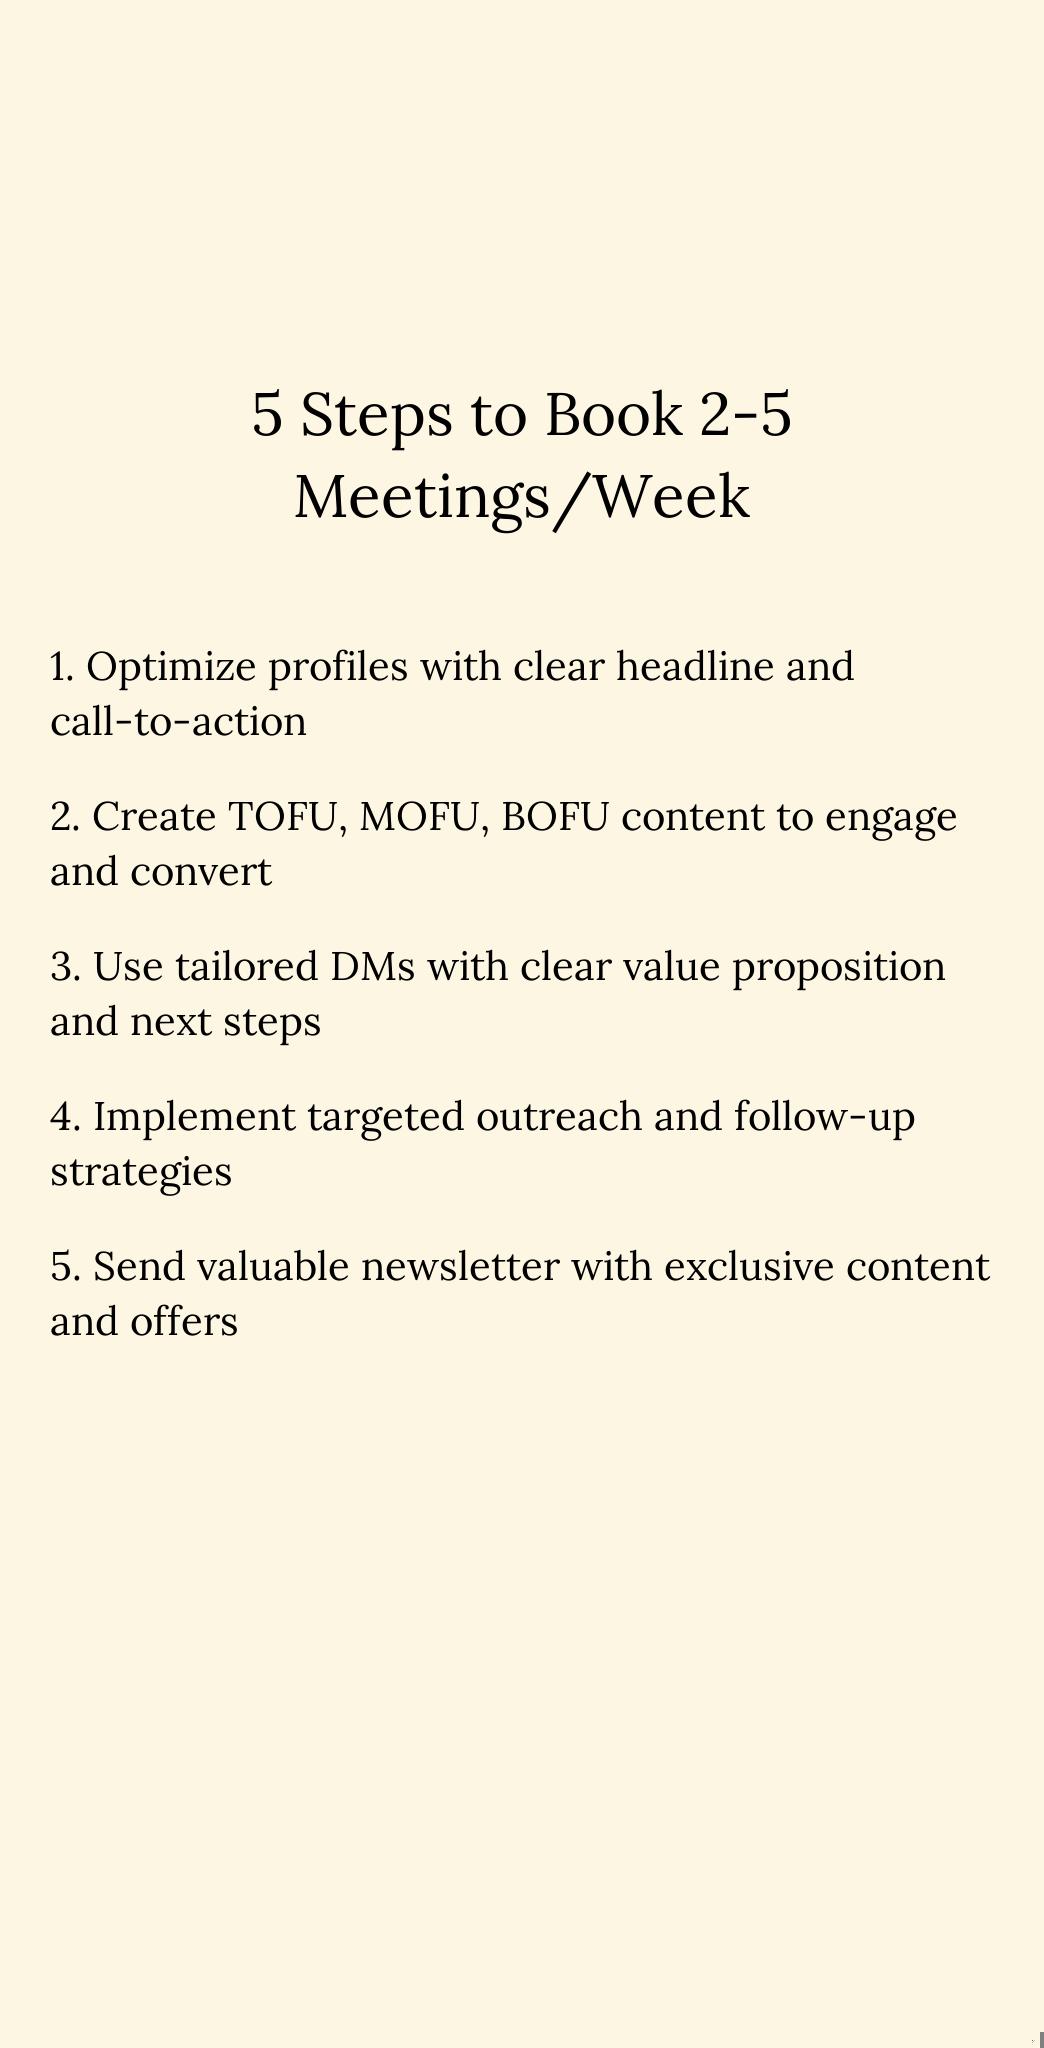 5 Steps to Book 2-5
Meetings/Week
1. Optimize profiles with clear headline and
call-to-action
2. Create TOFU, MOFU, BOFU content to engage
and convert
3. Use tailored DMs with clear value proposition
and next steps
4. Implement targeted outreach and follow-up
strategies
5. Send valuable newsletter with exclusive content
and offers